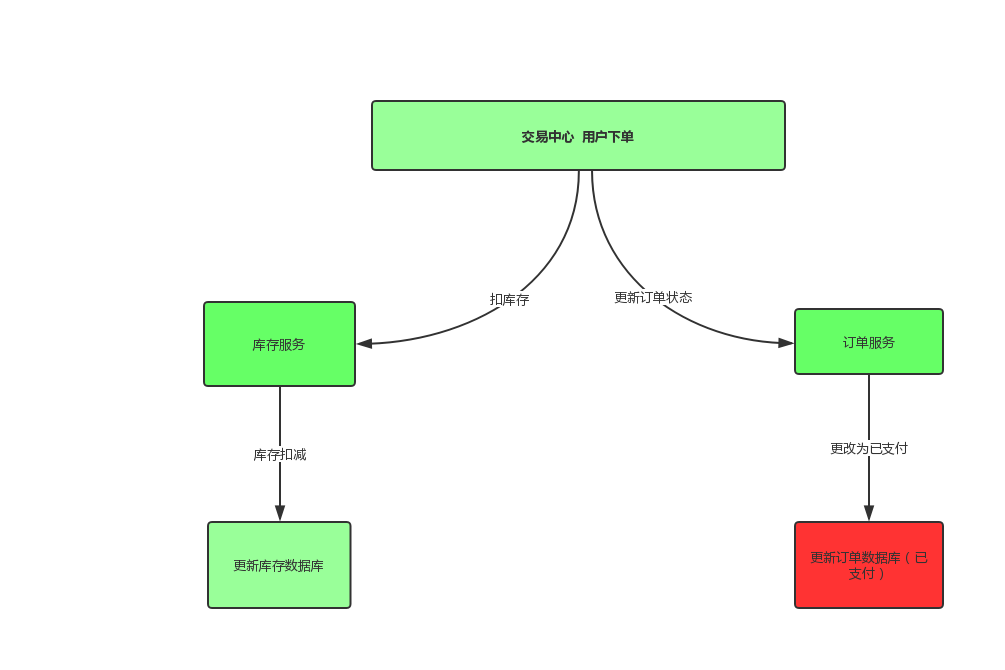 交易中心 用户下单
扣库存
更新订单状态
库存服务
订单服务
库存扣减
更改为已支付
更新库存数据库
更新订单数据库（已
支付）